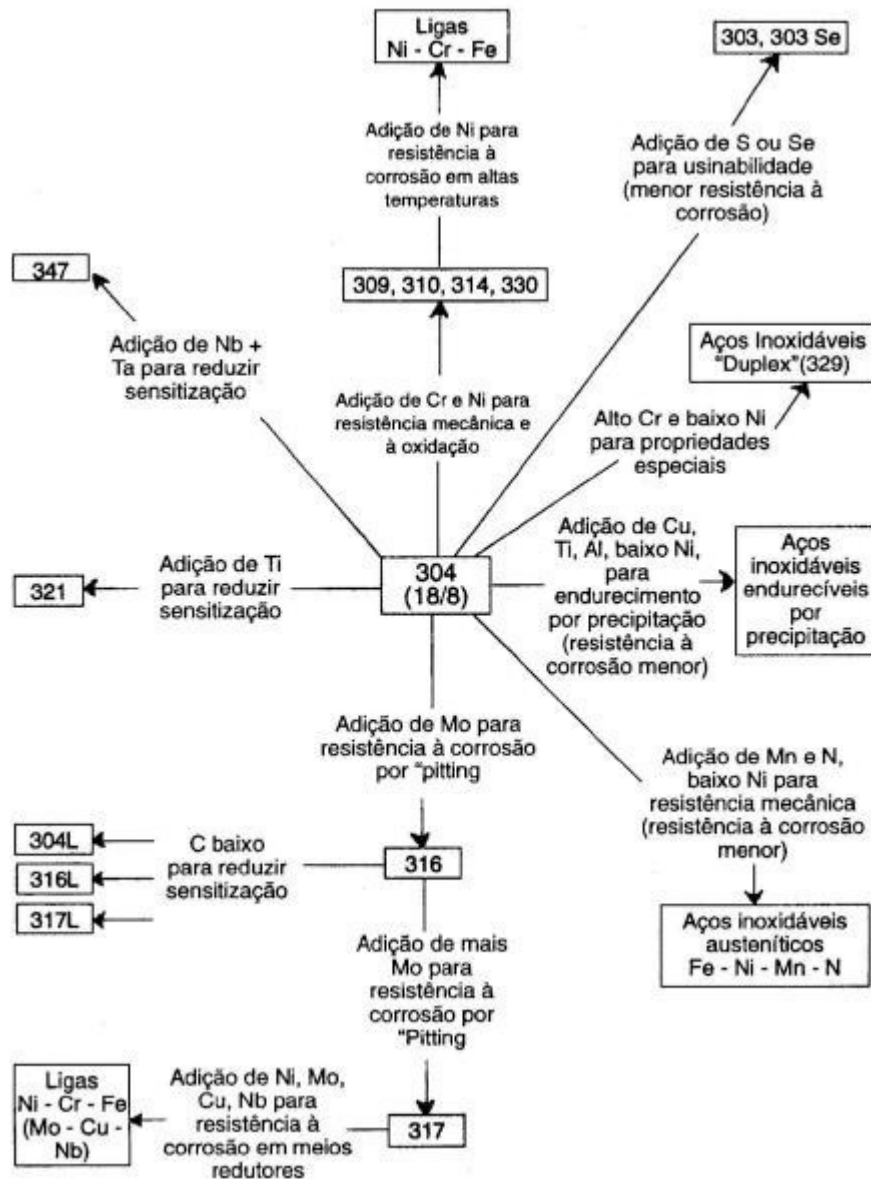 Ligas
Ni - Cr - Fe
303, 303 Se
Adição de Ni para
resistência à
corrosão em altas
temperaturas
Adição de S ou Se
para usinabilidade
(menor resistência à
corrosão)
347
309, 310, 314, 330
Adição de Nb +
Ta para reduzir
sensitização
Adição de Cr e Ni para
resistência mecânica e
à oxidação
Aços Inoxidáveis
"Duplex"(329)
Alto Cr e baixo Ni
para propriedades
especiais
321
Adição de Ti
para reduzir
sensitização
304
(18/8)
Adição de Cu,
Ti, Al, baixo Ni,
para
endurecimento
por precipitação
(resistência à
corrosão menor)
Aços
inoxidáveis
endurecíveis
por
precipitação
Adição de Mo para
resistência à corrosão
por "pitting
Adição de Mn e N,
baixo Ni para
resistência mecânica
(resistência à corrosão
menor)
304L
316L
317L
C baixo
para reduzir
sensitização
316
Aços inoxidáveis
austeníticos
Fe - Ni - Mn - N
Adição de mais
Mo para
resistência à
corrosão por
"Pitting
Ligas
Ni - Cr - Fe
(Mo - Cu -
Nb)
Adição de Ni, Mo,
Cu, Nb para
resistência à
corrosão em meios
redutores
317